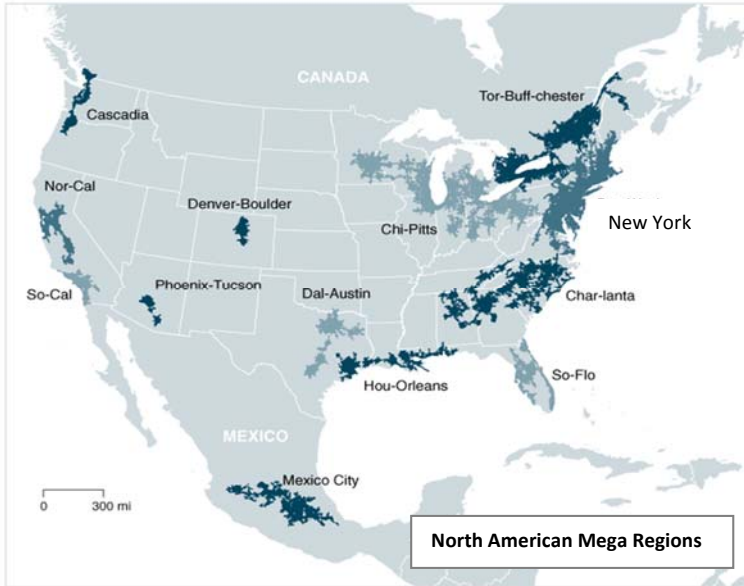 CANADA
Tor-Buff-chester
Cascadia
Nor-Cal
Denver-Boulder
Chi-Pitts
New York
So-Cal
Phoenix-Tucson
Dal-Austin
Char-lanta
So-Flo
Hou-Orleans
MEXICO
Mexico City
0 300 mi
North American Mega Regions